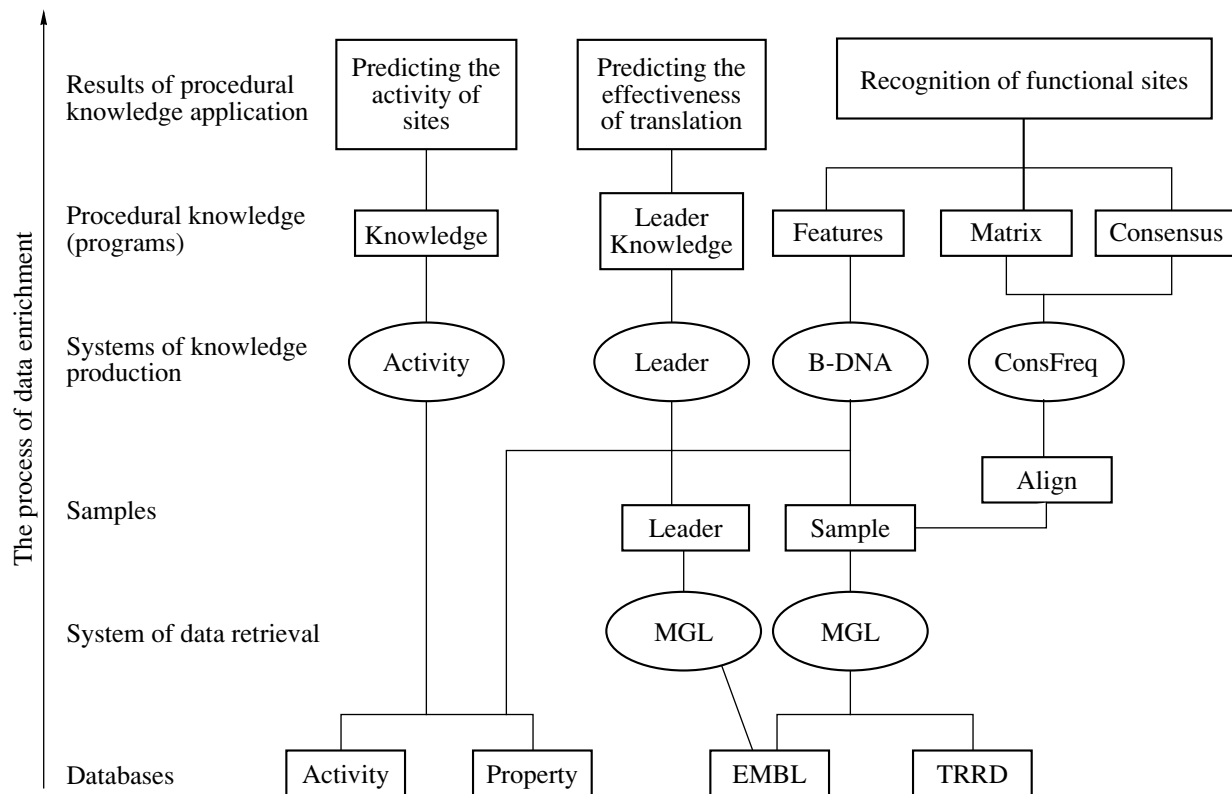 The process of data enrichment
Results of procedural
knowledge application
Predicting the
activity of
sites
Predicting the
effectiveness
of translation
Recognition of functional sites
Procedural knowledge
(programs)
Knowledge
Leader
Knowledge
Features
Matrix
Consensus
Systems of knowledge
production
Activity
Leader
B-DNA
ConsFreq
Align
Samples
Leader
Sample
System of data retrieval
MGL
MGL
Databases
Activity
Property
EMBL
TRRD